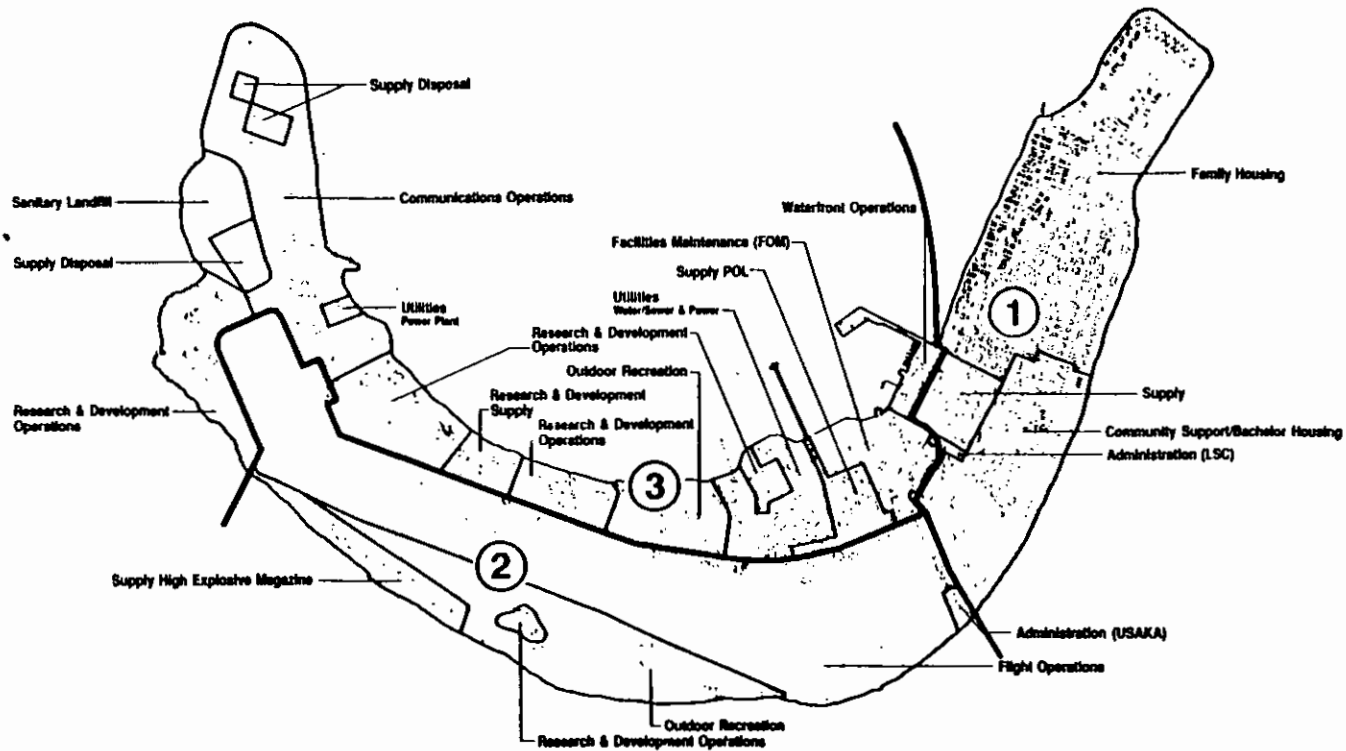 Supply Disposal
Sanitary Landfill
Communications Operations
Family Housing
Waterfront Operations
Facilities Maintenance (FOM)
Supply Disposal
Supply POL
Utilities
Water/Sewer & Power
Utilities
Power Plant
1
Research & Development
Operations
Outdoor Recreation
Research & Development
Supply
Supply
Research & Development
Operations
Research & Development
Operations
Community Support/Bachelor Housing
Administration (LSC)
3
2
Supply High Explosive Magazine
Administration (USAKA)
Flight Operations
Outdoor Recreation
Research & Development Operations